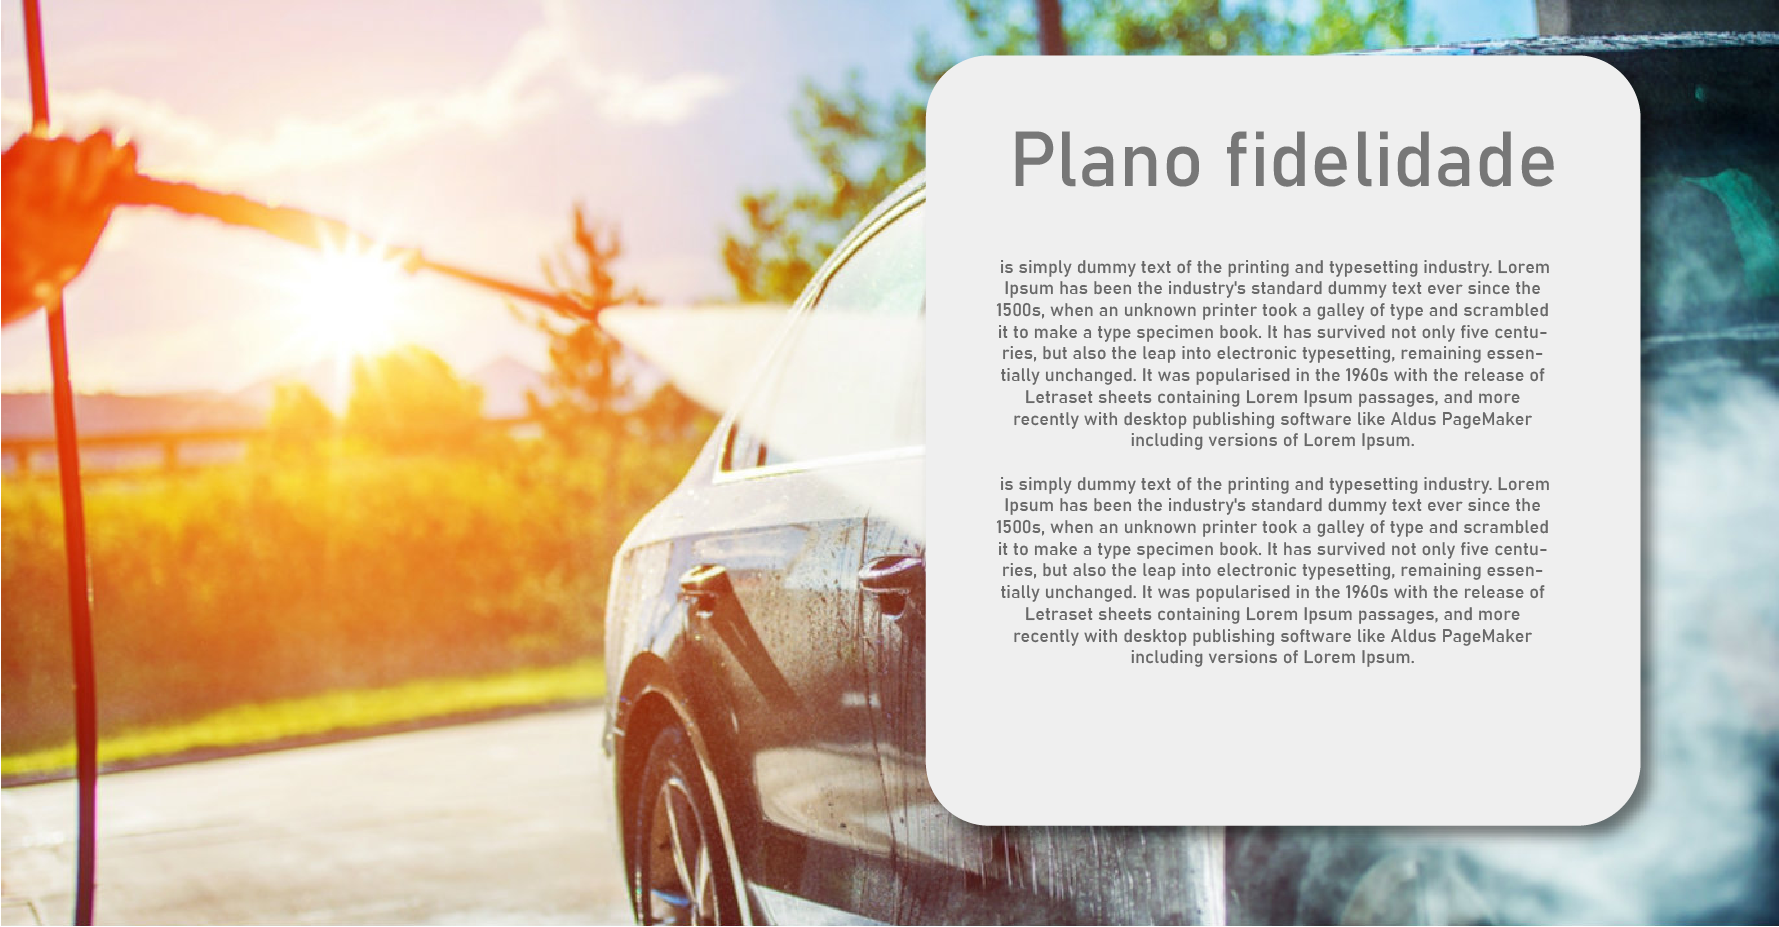 Plano fidelidade
is simply dummy text of the printing and typesetting industry. Lorem
Ipsum has been the industry's standard dummy text ever since the
1500s, when an unknown printer took a galley of type and scrambled
it to make a type specimen book. It has survived not only five centu-
ries, but also the leap into electronic typesetting, remaining essen-
tially unchanged. It was popularised in the 1960s with the release of
Letraset sheets containing Lorem Ipsum passages, and more
recently with desktop publishing software like Aldus PageMaker
including versions of Lorem Ipsum.
is simply dummy text of the printing and typesetting industry. Lorem
Ipsum has been the industry's standard dummy text ever since the
1500s, when an unknown printer took a galley of type and scrambled
it to make a type specimen book. It has survived not only five centu-
ries, but also the leap into electronic typesetting, remaining essen-
tially unchanged. It was popularised in the 1960s with the release of
Letraset sheets containing Lorem Ipsum passages, and more
recently with desktop publishing software like Aldus PageMaker
including versions of Lorem Ipsum.